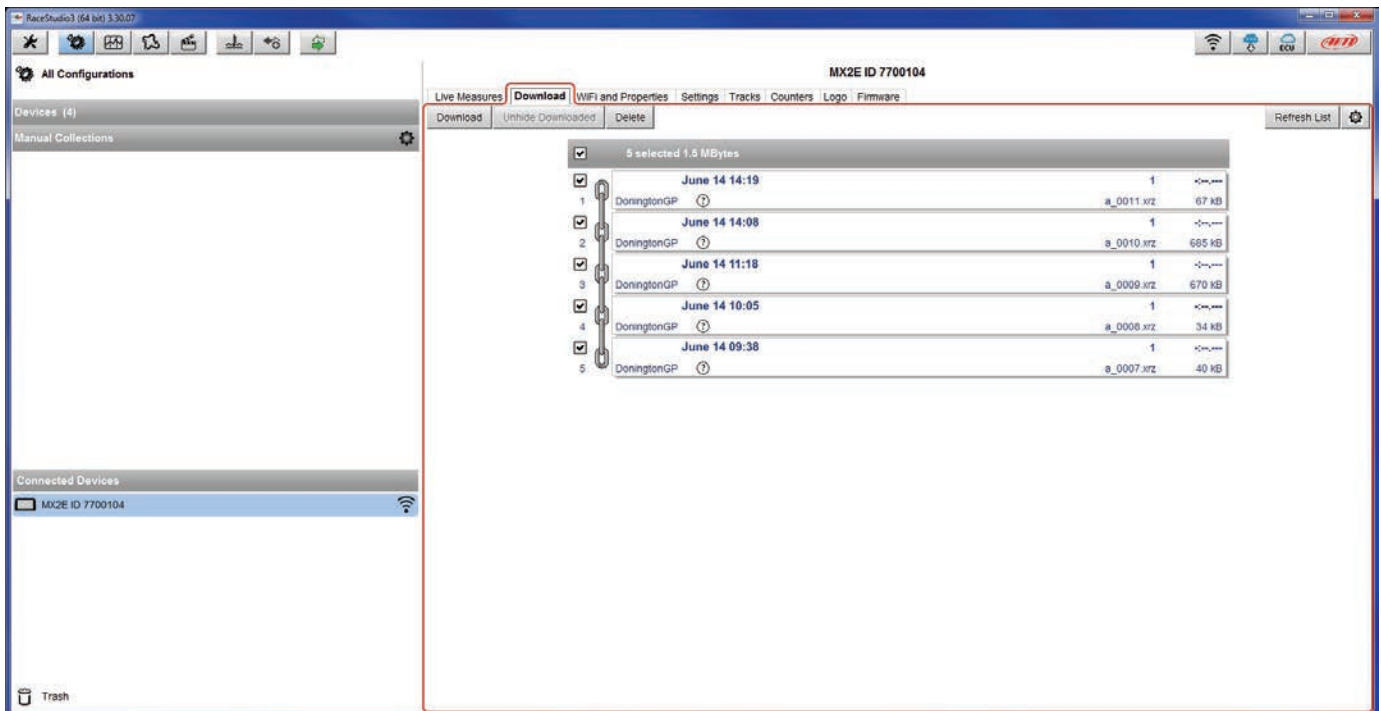 RaceStudio3 (64 bit) 3.30.07
ECU
All Configurations
MX2E ID 7700104
Live Measures Download WiFi and Properties Settings Tracks Counters Logo Firmware
Devices (4)
Download Unhide Downloaded Delete Refresh List
Manual Collections
5 selected 1.5 MBytes
June 14 14:19 1 -:--.---
1 DoningtonGP ? a_0011.xrz 67 kB
June 14 14:08 1 -:--.---
2 DoningtonGP ? a_0010.xrz 685 kB
June 14 11:18 1 -:--.---
3 DoningtonGP ? a_0009.xrz 670 kB
June 14 10:05 1 -:--.---
4 DoningtonGP ? a_0008.xrz 34 kB
June 14 09:38 1 -:--.---
5 DoningtonGP ? a_0007.xrz 40 kB
Connected Devices
MX2E ID 7700104
Trash